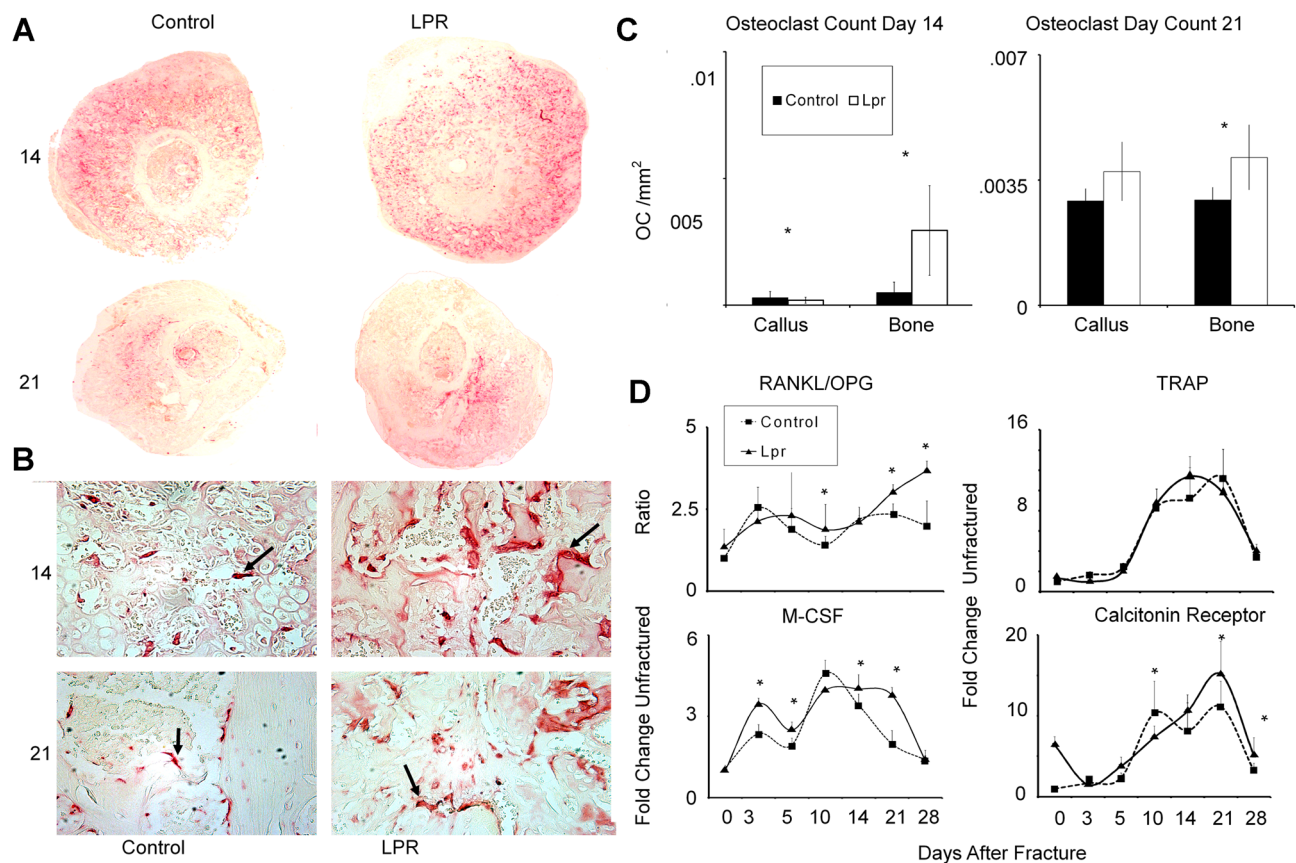 A
Control
LPR
14
21
B
14
21
Control
LPR
C
Osteoclast Count Day 14
Osteoclast Day Count 21
.01
005
OC /mm²
Control
Lpr
*
*
Callus
Bone
.007
.0035
0
*
Callus
Bone
D
RANKL/OPG
TRAP
Control
Lpr
5
2.5
0
Ratio
*
*
*
16
12
8
4
0
M-CSF
Calcitonin Receptor
Fold Change Unfractured
6
3
0
*
*
*
*
0 3 5 10 14 21 28
Fold Change Unfractured
20
10
0
*
*
*
0 3 5 10 14 21 28
Days After Fracture